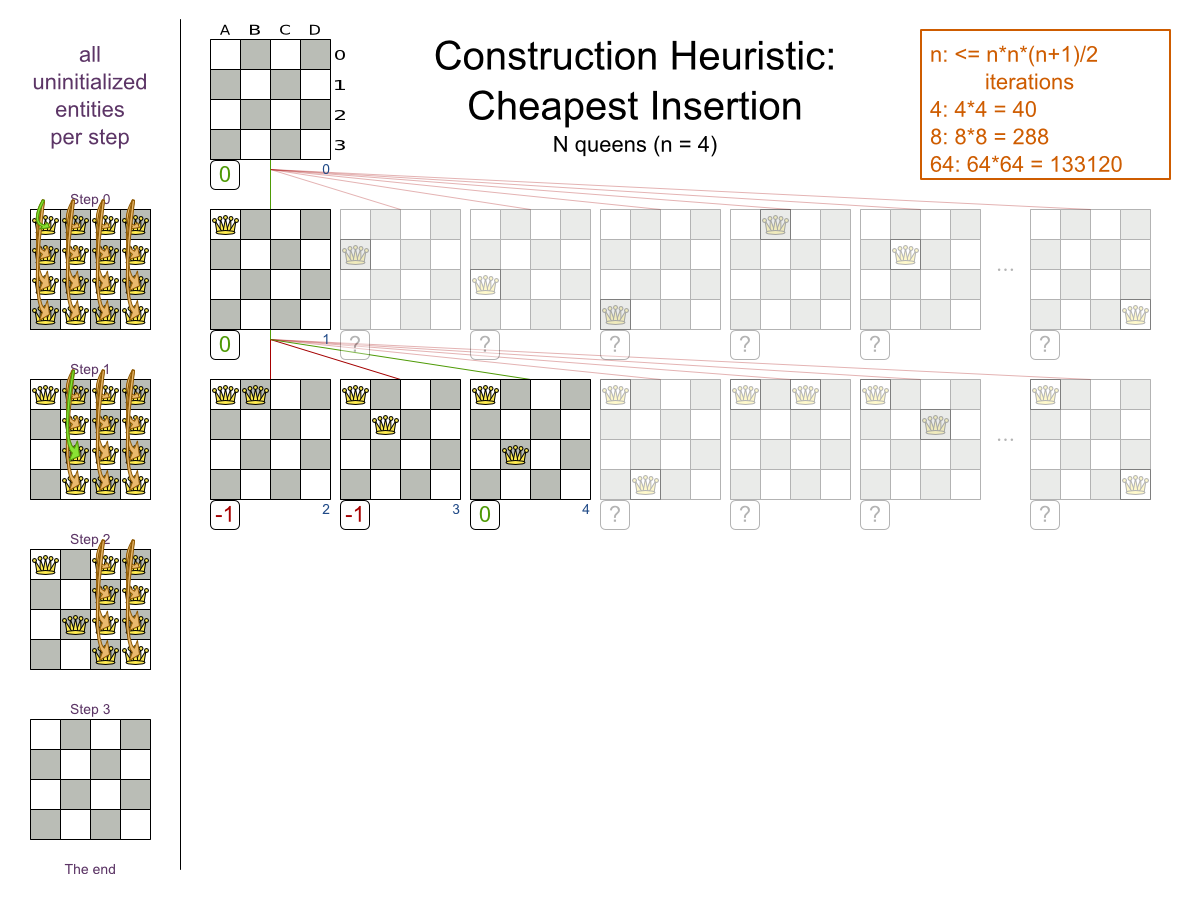 all
uninitialized
entities
per step
A B C D
0
1
2
3
Construction Heuristic:
Cheapest Insertion
N queens (n = 4)
n: <= n*n*(n+1)/2
iterations
4: 4*4 = 40
8: 8*8 = 288
64: 64*64 = 133120
0 0
Step 0
...
0 1 ? ? ? ? ? ?
Step 1
...
-1 2 -1 3 0 4 ? ? ? ?
Step 2
Step 3
The end